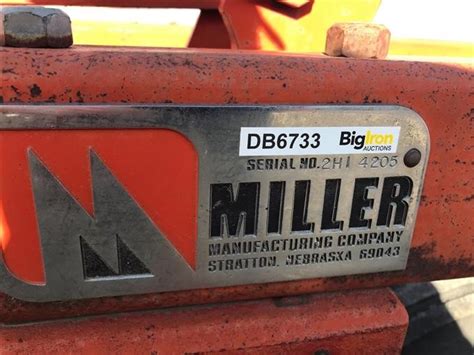 DB6733
BigIron
AUCTIONS
SERIAL NO. 2H1 4205
MILLER
MANUFACTURING COMPANY
STRATTON, NEBRASKA 69043